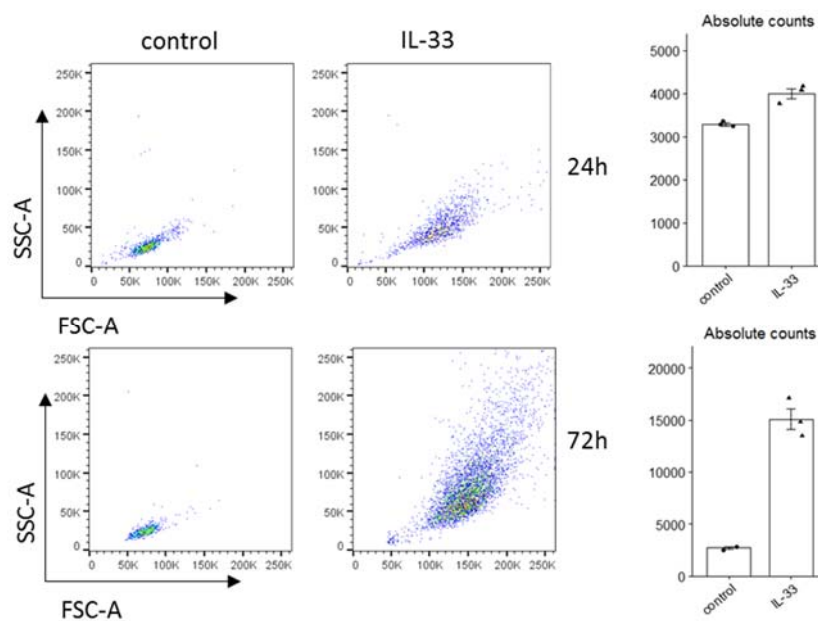 control IL-33
Absolute counts
250K
200K
150K
100K
50K
0
0 50K 100K 150K 200K 250K
SSC-A
FSC-A
250K
200K
150K
100K
50K
0
0 50K 100K 150K 200K 250K
24h
5000
4000
3000
2000
1000
0
control
IL-33
250K
200K
150K
100K
50K
0
0 50K 100K 150K 200K 250K
SSC-A
FSC-A
250K
200K
150K
100K
50K
0
0 50K 100K 150K 200K 250K
72h
Absolute counts
20000
15000
10000
5000
0
control
IL-33